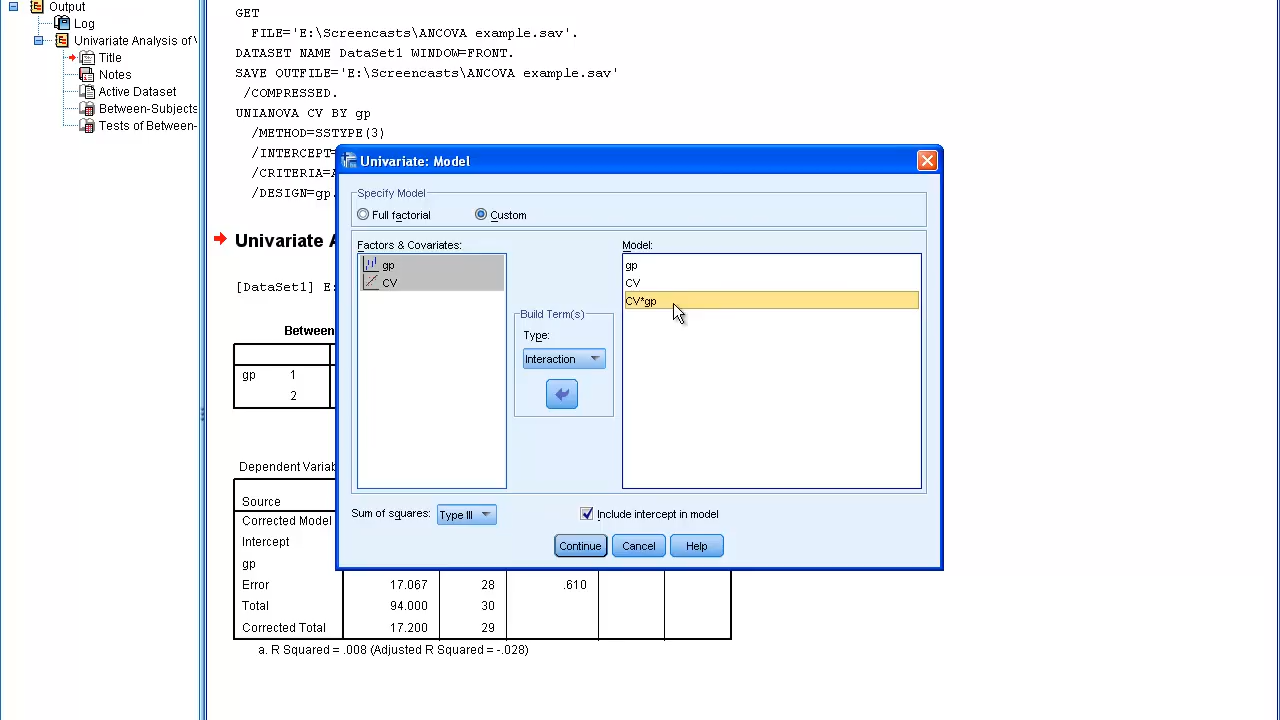 Output
Log
Univariate Analysis of
Title
Notes
Active Dataset
Between-Subjects
Tests of Between-
GET
FILE='E:\Screencasts\ANCOVA example.sav'.
DATASET NAME DataSet1 WINDOW=FRONT.
SAVE OUTFILE='E:\Screencasts\ANCOVA example.sav'
/COMPRESSED.
UNIANOVA CV BY gp
/METHOD=SSTYPE(3)
/INTERCEPT=
/CRITERIA=
/DESIGN=gp.
Univariate
[DataSet1] E:
Between
gp 1
2
Dependent Variab
Source
Corrected Model
Intercept
gp
Error 17.067 28 .610
Total 94.000 30
Corrected Total 17.200 29
a. R Squared = .008 (Adjusted R Squared = -.028)
Univariate: Model
Specify Model
Full factorial Custom
Factors & Covariates: Model:
gp gp
CV CV
CV*gp
Build Term(s)
Type:
Interaction
Sum of squares: Type III Include intercept in model
Continue Cancel Help